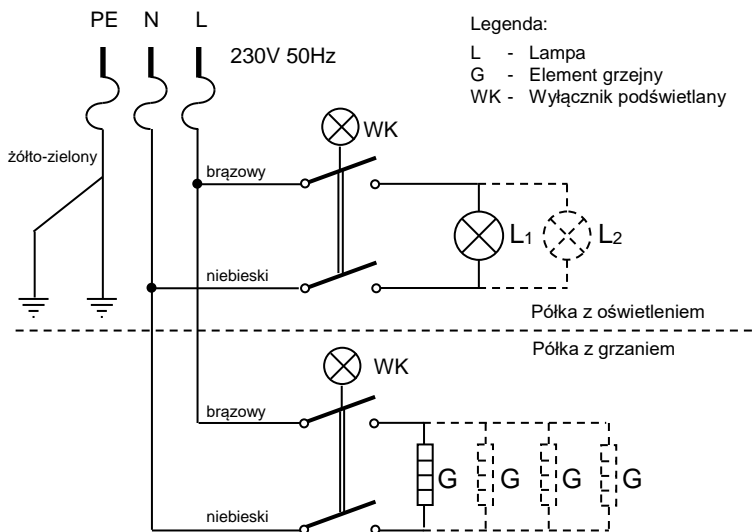 PE N L
230V 50Hz
Legenda:
L - Lampa
G - Element grzejny
WK - Wyłącznik podświetlany
WK
żółto-zielony
brązowy
L1 L2
niebieski
Półka z oświetleniem
Półka z grzaniem
WK
brązowy
G G G G
niebieski